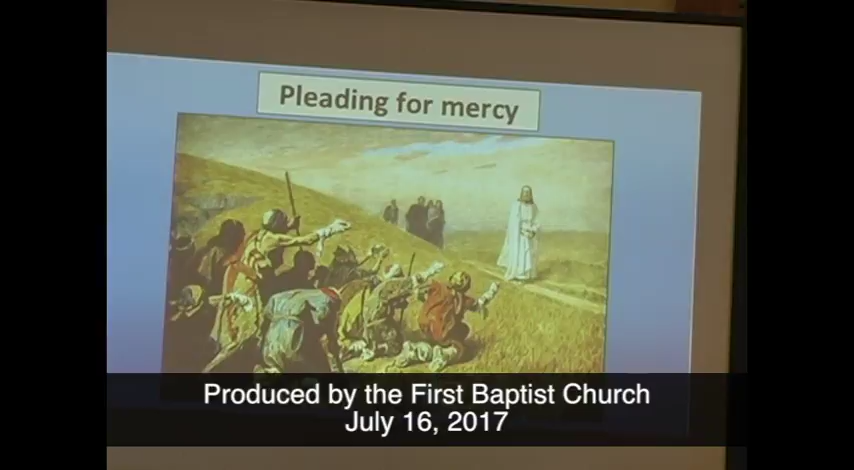 Pleading for mercy
Produced by the First Baptist Church
July 16, 2017